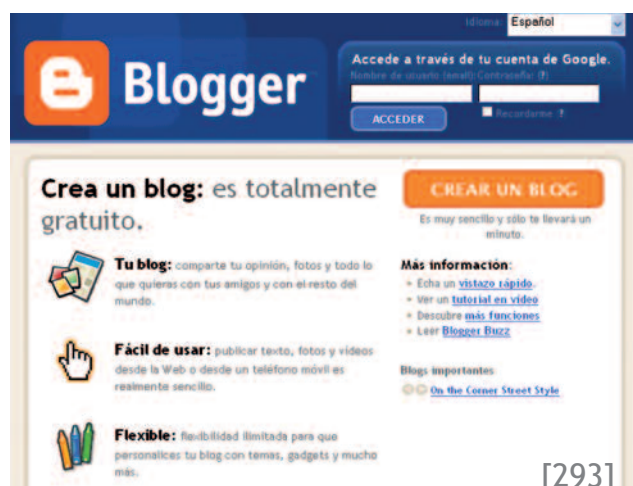 Idioma: Español
Blogger
Accede a través de tu cuenta de Google.
Nombre de usuario (email): Contraseña: (?)
ACCEDER
Recordarme ?
Crea un blog: es totalmente
gratuito.
Tu blog: comparte tu opinión, fotos y todo lo
que quieras con tus amigos y con el resto del
mundo.
Fácil de usar: publicar texto, fotos y vídeos
desde la Web o desde un teléfono móvil es
realmente sencillo.
Flexible: flexibilidad ilimitada para que
personalices tu blog con temas, gadgets y mucho
más.
CREAR UN BLOG
Es muy sencillo y sólo te llevará un
minuto.
Más información:
Echa un vistazo rápido.
Ver un tutorial en vídeo
Descubre más funciones
Leer Blogger Buzz
Blogs importantes
On the Corner Street Style
[293]